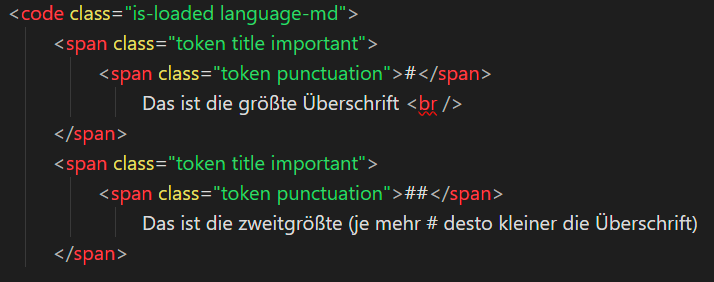 <code class="is-loaded language-md">
<span class="token title important">
<span class="token punctuation">#</span>
Das ist die größte Überschrift <br />
</span>
<span class="token title important">
<span class="token punctuation">##</span>
Das ist die zweitgrößte (je mehr # desto kleiner die Überschrift)
</span>